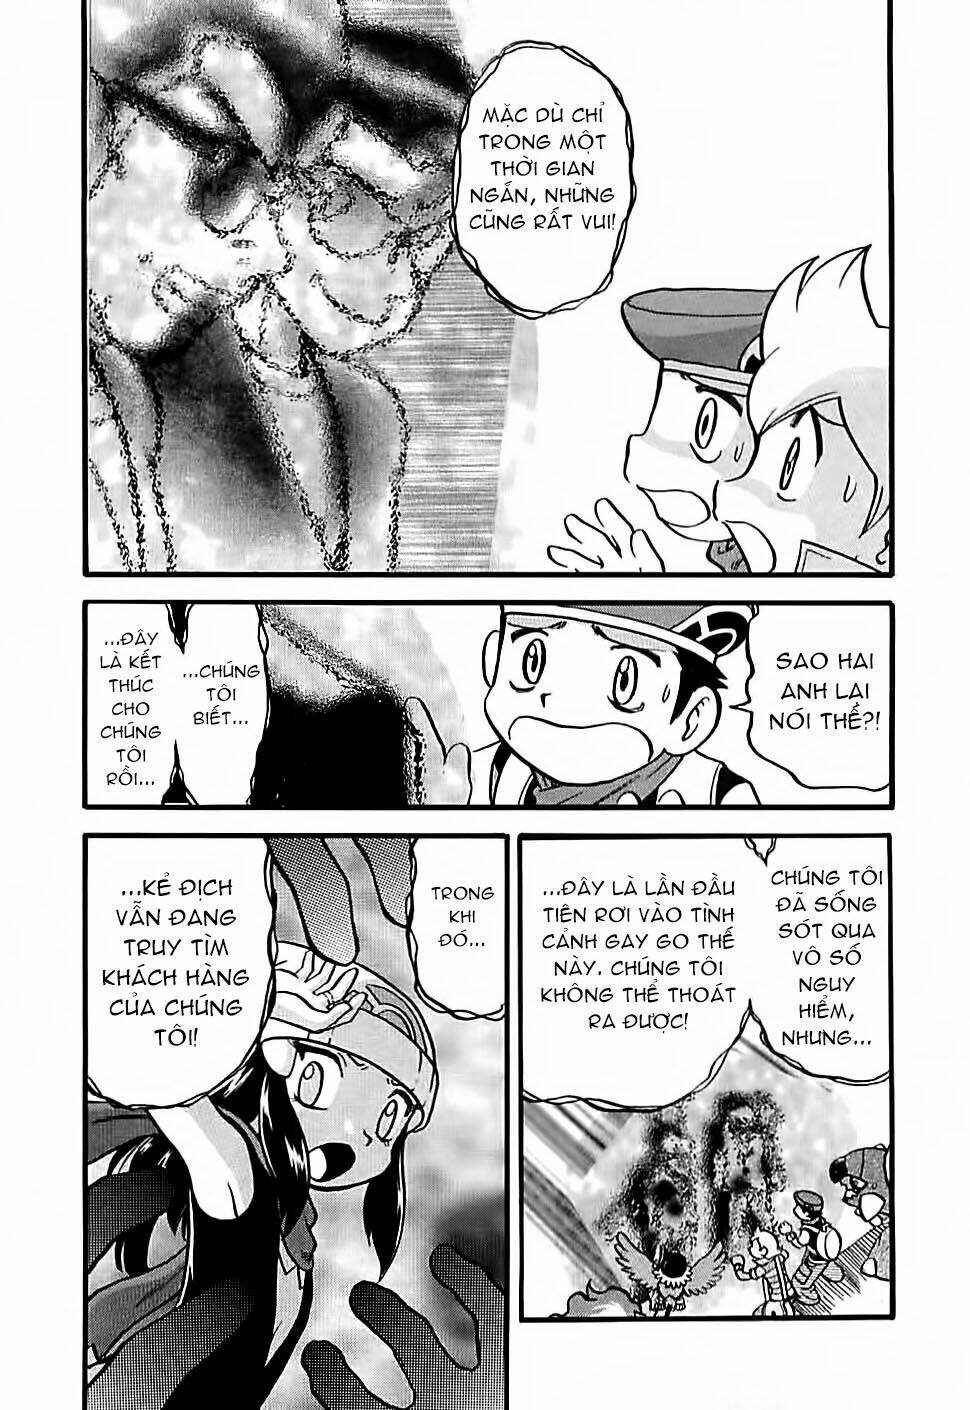 MẶC DÙ CHỈ
TRONG MỘT
THỜI GIAN
NGẮN, NHỮNG
CŨNG RẤT VUI!
SAO HAI
ANH LẠI
NÓI THẾ?!
...CHÚNG
TÔI
BIẾT...
...ĐÂY
LÀ KẾT
THÚC CHO
CHÚNG
TÔI
RỒI...
CHÚNG TÔI
ĐÃ SỐNG
SÓT QUA
VÔ SỐ
NGUY
HIỂM,
NHƯNG...
...ĐÂY LÀ LẦN ĐẦU
TIÊN RƠI VÀO TÌNH
CẢNH GAY GO THẾ
NÀY. CHÚNG TÔI
KHÔNG THỂ THOÁT
RA ĐƯỢC!
TRONG
KHI
ĐÓ...
...KẺ ĐỊCH
VẪN ĐANG
TRUY TÌM
KHÁCH HÀNG
CỦA CHÚNG
TÔI!